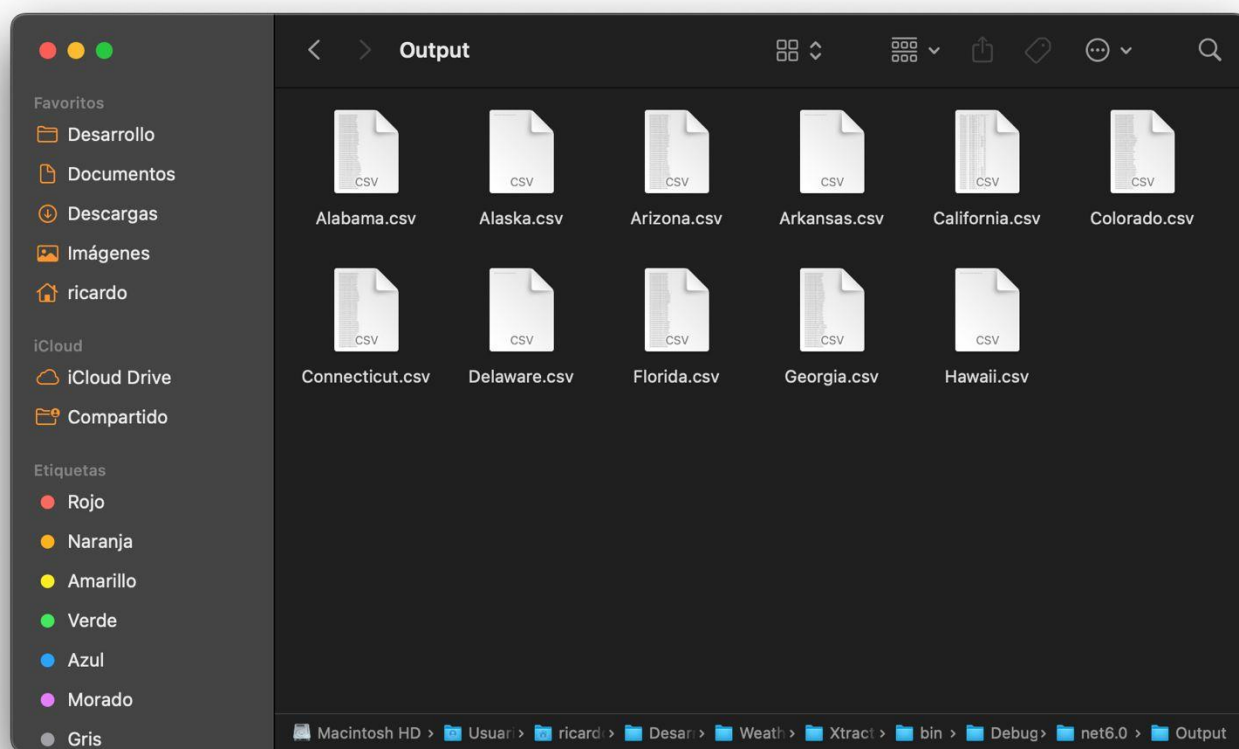 Output
Favoritos
Desarrollo
Documentos
Descargas
Imágenes
ricardo
iCloud
iCloud Drive
Compartido
Etiquetas
Rojo
Naranja
Amarillo
Verde
Azul
Morado
Gris
CSV CSV CSV CSV CSV CSV
Alabama.csv Alaska.csv Arizona.csv Arkansas.csv California.csv Colorado.csv
CSV CSV CSV CSV CSV
Connecticut.csv Delaware.csv Florida.csv Georgia.csv Hawaii.csv
Macintosh HD › Usuari › ricard › Desar › Weath › Xtract › bin › Debug › net6.0 › Output